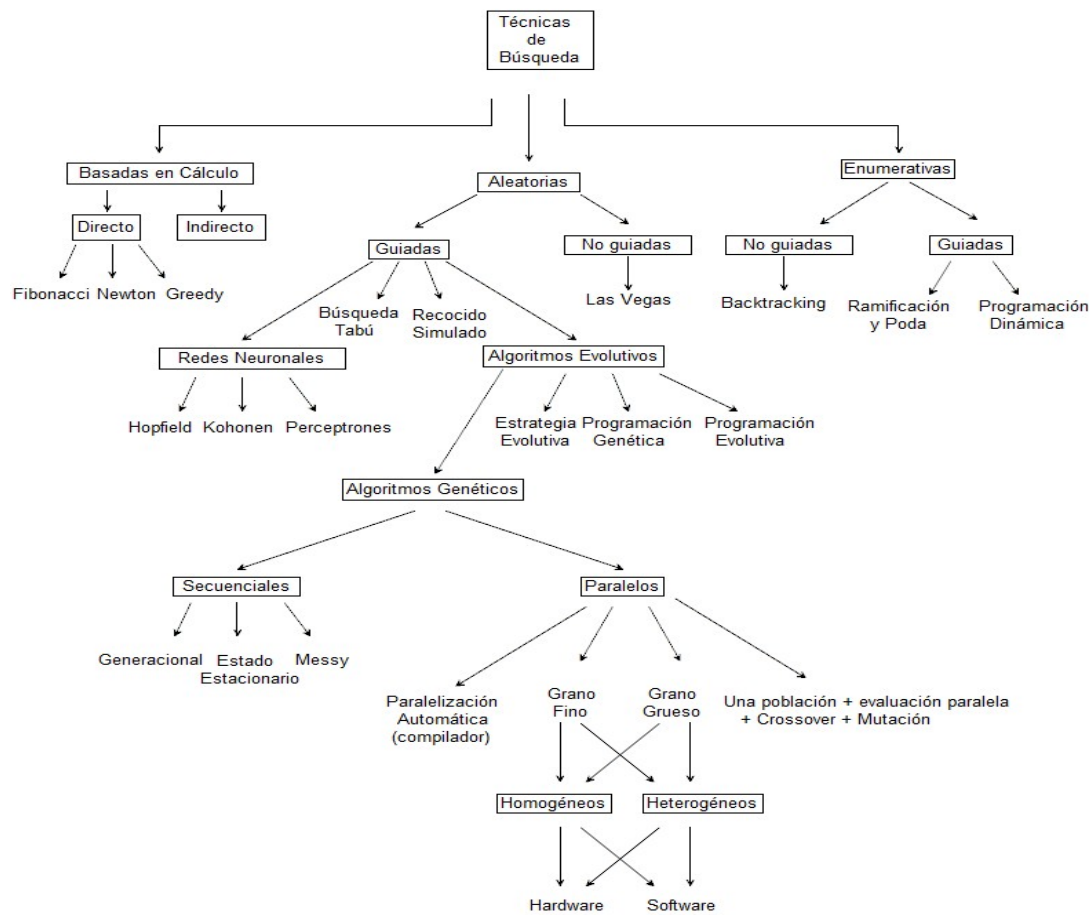 Técnicas
de
Búsqueda
Basadas en Cálculo
Aleatorias
Enumerativas
Directo
Indirecto
Guiadas
No guiadas
No guiadas
Guiadas
Fibonacci
Newton
Greedy
Búsqueda
Tabú
Recocido
Simulado
Las Vegas
Backtracking
Ramificación
y Poda
Programación
Dinámica
Redes Neuronales
Algoritmos Evolutivos
Hopfield
Kohonen
Perceptrones
Estrategia
Evolutiva
Programación
Genética
Programación
Evolutiva
Algoritmos Genéticos
Secuenciales
Paralelos
Generacional
Estado
Estacionario
Messy
Paralelización
Automática
(compilador)
Grano
Fino
Grano
Grueso
Una población + evaluación paralela
+ Crossover + Mutación
Homogéneos
Heterogéneos
Hardware
Software